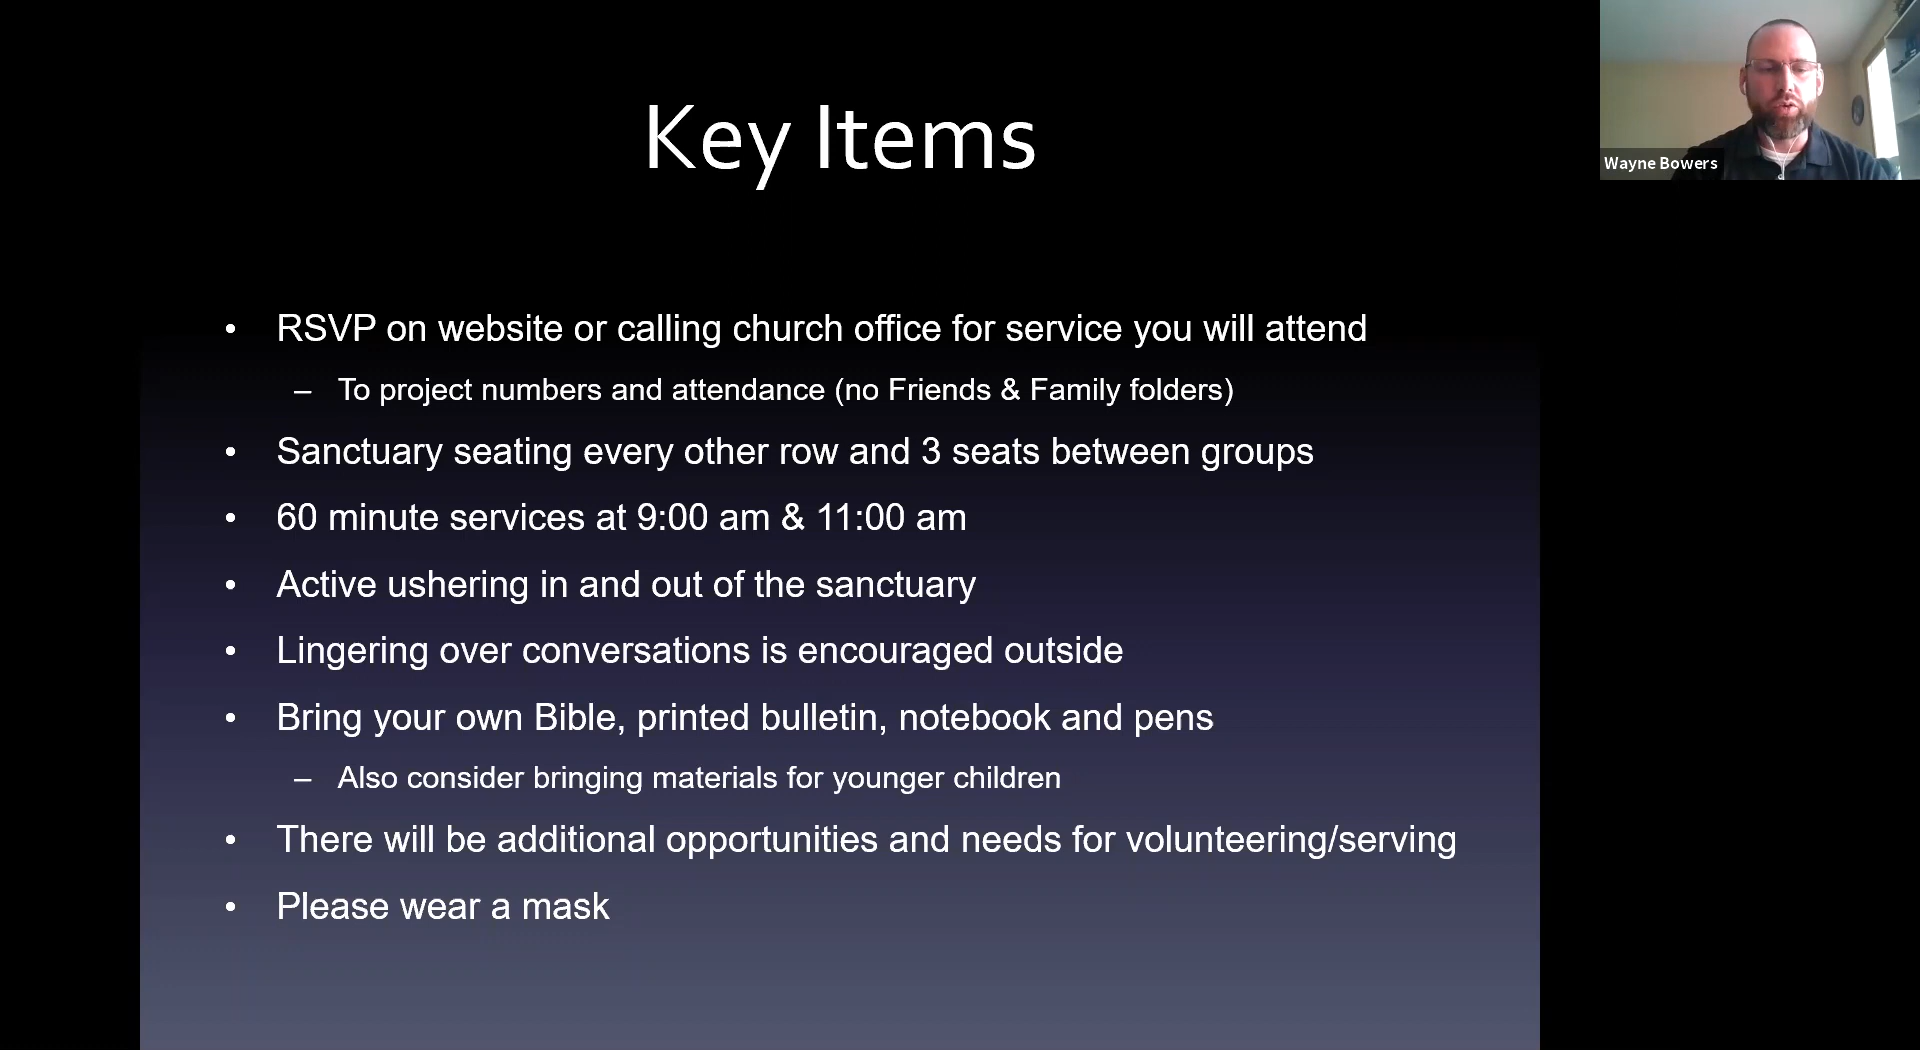 Key Items
Wayne Bowers
• RSVP on website or calling church office for service you will attend
– To project numbers and attendance (no Friends & Family folders)
• Sanctuary seating every other row and 3 seats between groups
• 60 minute services at 9:00 am & 11:00 am
• Active ushering in and out of the sanctuary
• Lingering over conversations is encouraged outside
• Bring your own Bible, printed bulletin, notebook and pens
– Also consider bringing materials for younger children
• There will be additional opportunities and needs for volunteering/serving
• Please wear a mask